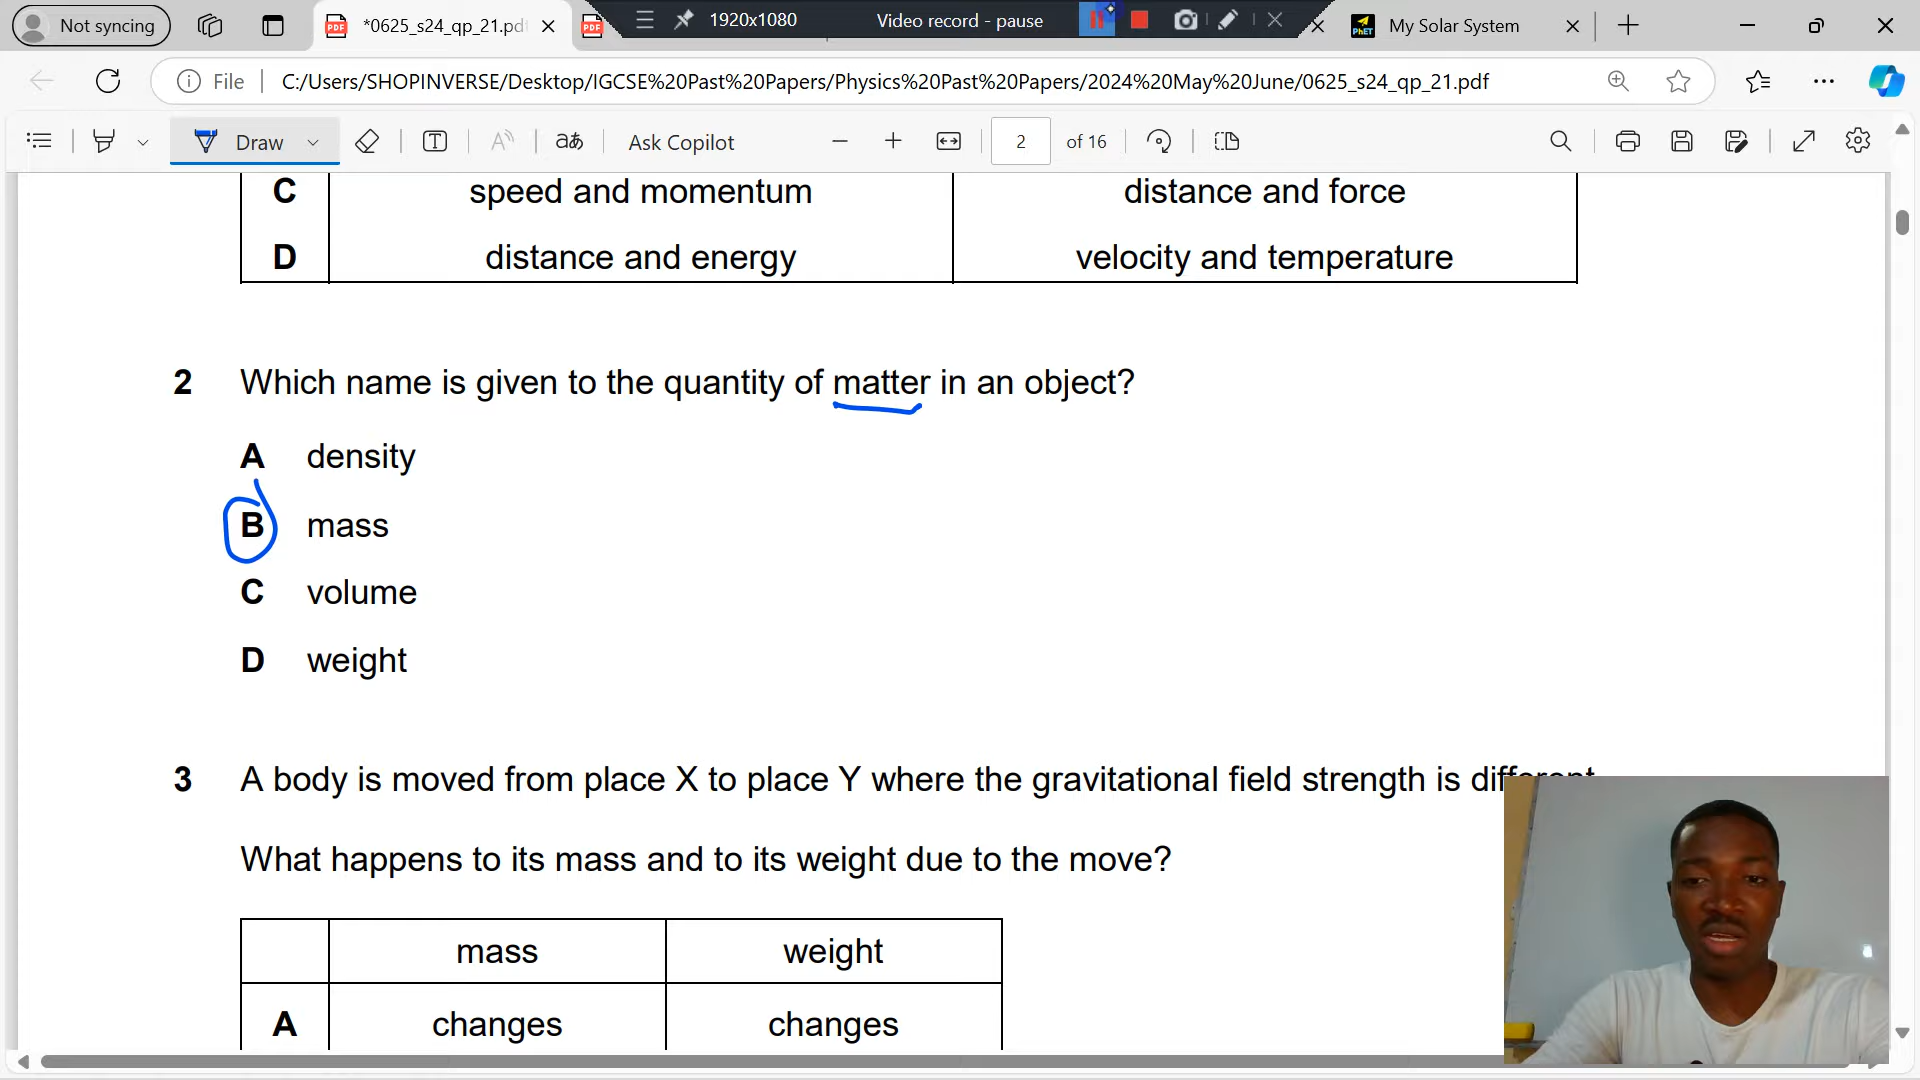 Not syncing
*0625_s24_qp_21.pdf
1920x1080
Video record - pause
My Solar System
File
C:/Users/SHOPINVERSE/Desktop/IGCSE%20Past%20Papers/Physics%20Past%20Papers/2024%20May%20June/0625_s24_qp_21.pdf
Draw
Ask Copilot
2 of 16
C speed and momentum distance and force
D distance and energy velocity and temperature
2 Which name is given to the quantity of matter in an object?
A density
B mass
C volume
D weight
3 A body is moved from place X to place Y where the gravitational field strength is different
What happens to its mass and to its weight due to the move?
mass weight
A changes changes